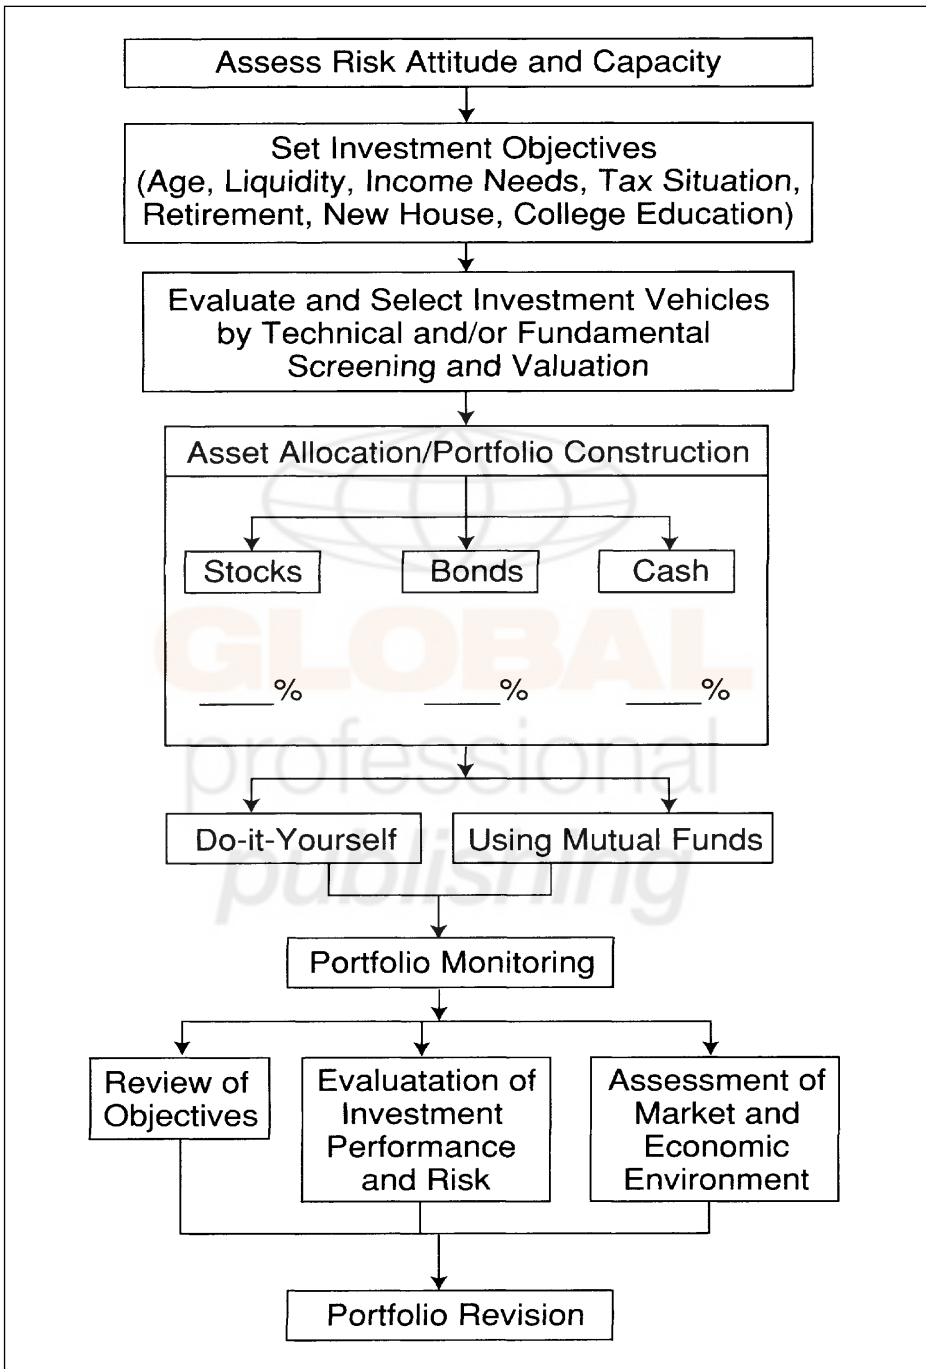 Assess Risk Attitude and Capacity
Set Investment Objectives
(Age, Liquidity, Income Needs, Tax Situation,
Retirement, New House, College Education)
Evaluate and Select Investment Vehicles
by Technical and/or Fundamental
Screening and Valuation
Asset Allocation/Portfolio Construction
Stocks
Bonds
Cash
_____%
_____%
_____%
GLOBAL
professional
publishing
Do-it-Yourself
Using Mutual Funds
Portfolio Monitoring
Review of
Objectives
Evaluatation of
Investment
Performance
and Risk
Assessment of
Market and
Economic
Environment
Portfolio Revision